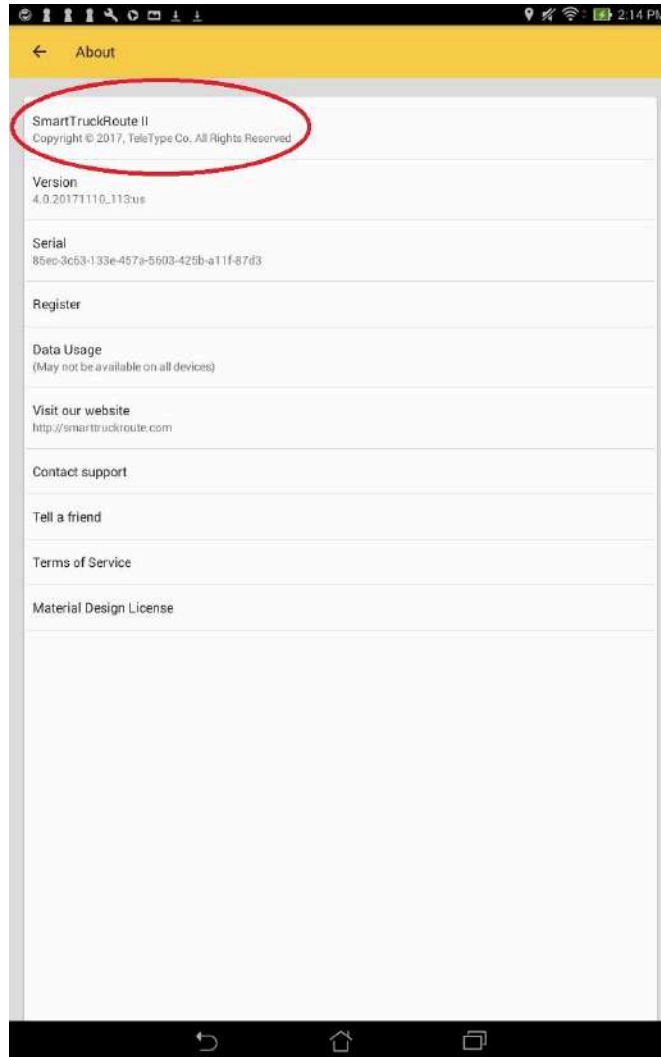 2:14 PM
About
SmartTruckRoute II
Copyright © 2017, TeleType Co. All Rights Reserved
Version
4.0.20171110_113:us
Serial
85ec-3c63-133e-457a-5603-425b-a11f-87d3
Register
Data Usage
(May not be available on all devices)
Visit our website
http://smarttruckroute.com
Contact support
Tell a friend
Terms of Service
Material Design License